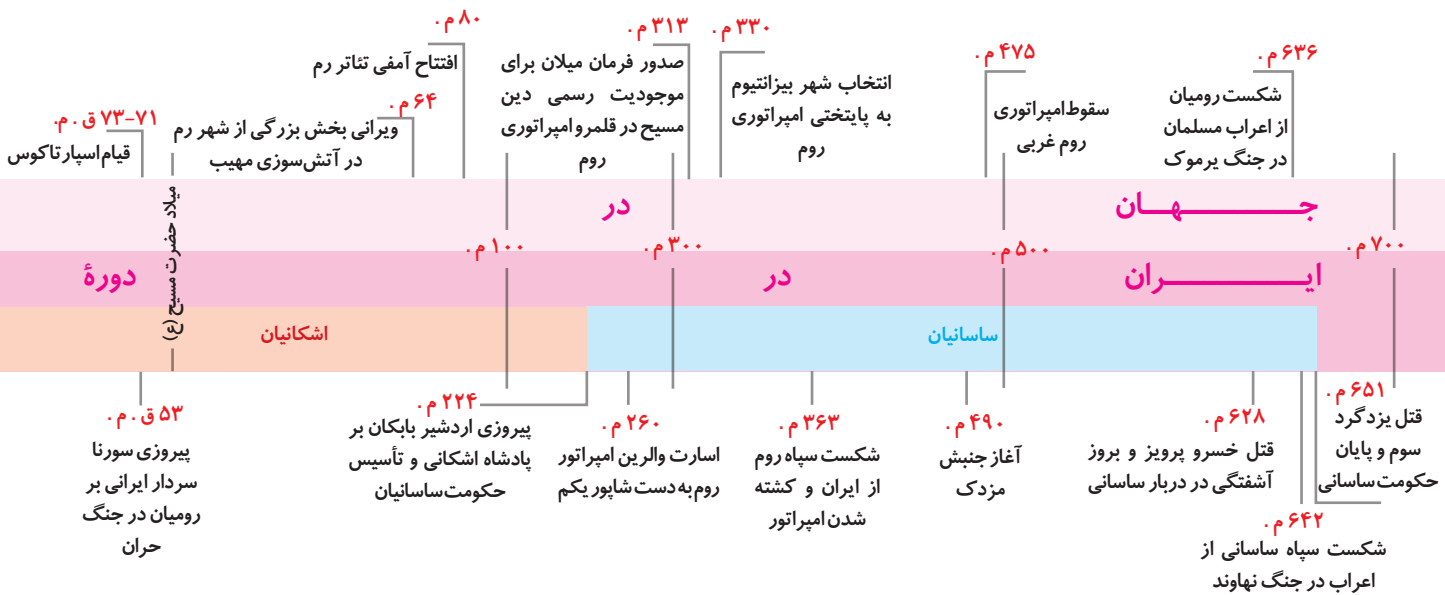 ۷۳-۷۱ ق.م.
قیام اسپارتاکوس
میلاد حضرت مسیح (ع)
۶۴ م.
ویرانی بخش بزرگی از شهر رم
در آتش‌سوزی مهیب
۸۰ م.
افتتاح آمفی تئاتر رم
۳۱۳ م.
صدور فرمان میلان برای
موجودیت رسمی دین
مسیح در قلمرو امپراتوری
روم
۳۳۰ م.
انتخاب شهر بیزانتیوم
به پایتختی امپراتوری
روم
۴۷۵ م.
سقوط امپراتوری
روم غربی
۶۳۶ م.
شکست رومیان
از اعراب مسلمان
در جنگ یرموک
در جهان
۱۰۰ م.
۳۰۰ م.
۵۰۰ م.
۷۰۰ م.
دورهٔ در ایران
اشکانیان
ساسانیان
۵۳ ق.م.
پیروزی سورنا
سردار ایرانی بر
رومیان در جنگ
حران
۲۲۴ م.
پیروزی اردشیر بابکان بر
پادشاه اشکانی و تأسیس
حکومت ساسانیان
۲۶۰ م.
اسارت والرین امپراتور
روم به دست شاپور یکم
۳۶۳ م.
شکست سپاه روم
از ایران و کشته
شدن امپراتور
۴۹۰ م.
آغاز جنبش
مزدک
۶۲۸ م.
قتل خسرو پرویز و بروز
آشفتگی در دربار ساسانی
۶۴۲ م.
شکست سپاه ساسانی از
اعراب در جنگ نهاوند
۶۵۱ م.
قتل یزدگرد
سوم و پایان
حکومت ساسانی